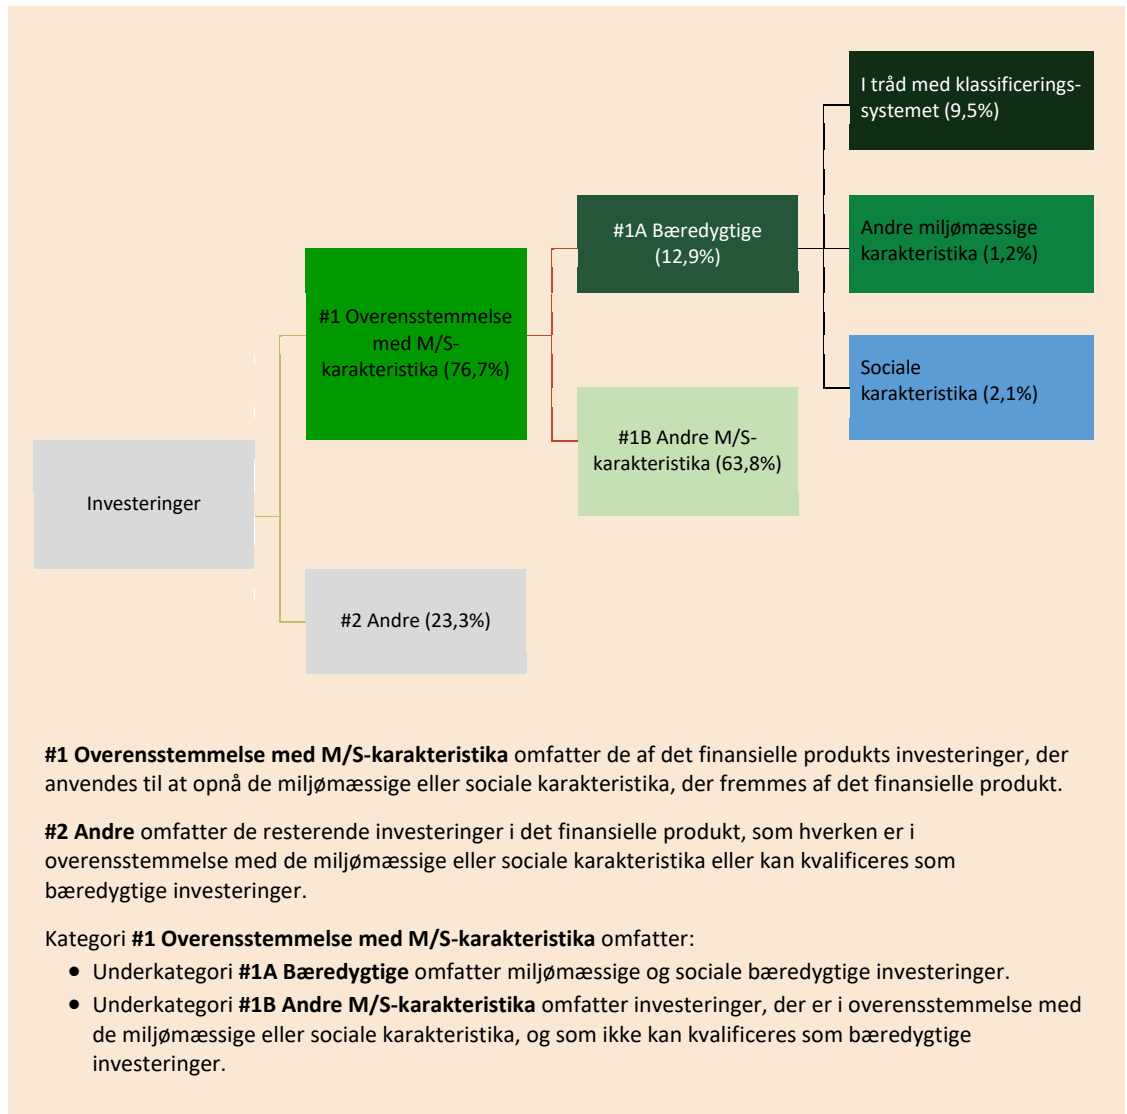 I tråd med klassificerings-
systemet (9,5%)
#1A Bæredygtige
(12,9%)
Andre miljømæssige
karakteristika (1,2%)
#1 Overensstemmelse
med M/S-
karakteristika (76,7%)
Sociale
karakteristika (2,1%)
#1B Andre M/S-
karakteristika (63,8%)
Investeringer
#2 Andre (23,3%)
#1 Overensstemmelse med M/S-karakteristika omfatter de af det finansielle produkts investeringer, der
anvendes til at opnå de miljømæssige eller sociale karakteristika, der fremmes af det finansielle produkt.
#2 Andre omfatter de resterende investeringer i det finansielle produkt, som hverken er i
overensstemmelse med de miljømæssige eller sociale karakteristika eller kan kvalificeres som
bæredygtige investeringer.
Kategori #1 Overensstemmelse med M/S-karakteristika omfatter:
• Underkategori #1A Bæredygtige omfatter miljømæssige og sociale bæredygtige investeringer.
• Underkategori #1B Andre M/S-karakteristika omfatter investeringer, der er i overensstemmelse med
de miljømæssige eller sociale karakteristika, og som ikke kan kvalificeres som bæredygtige
investeringer.